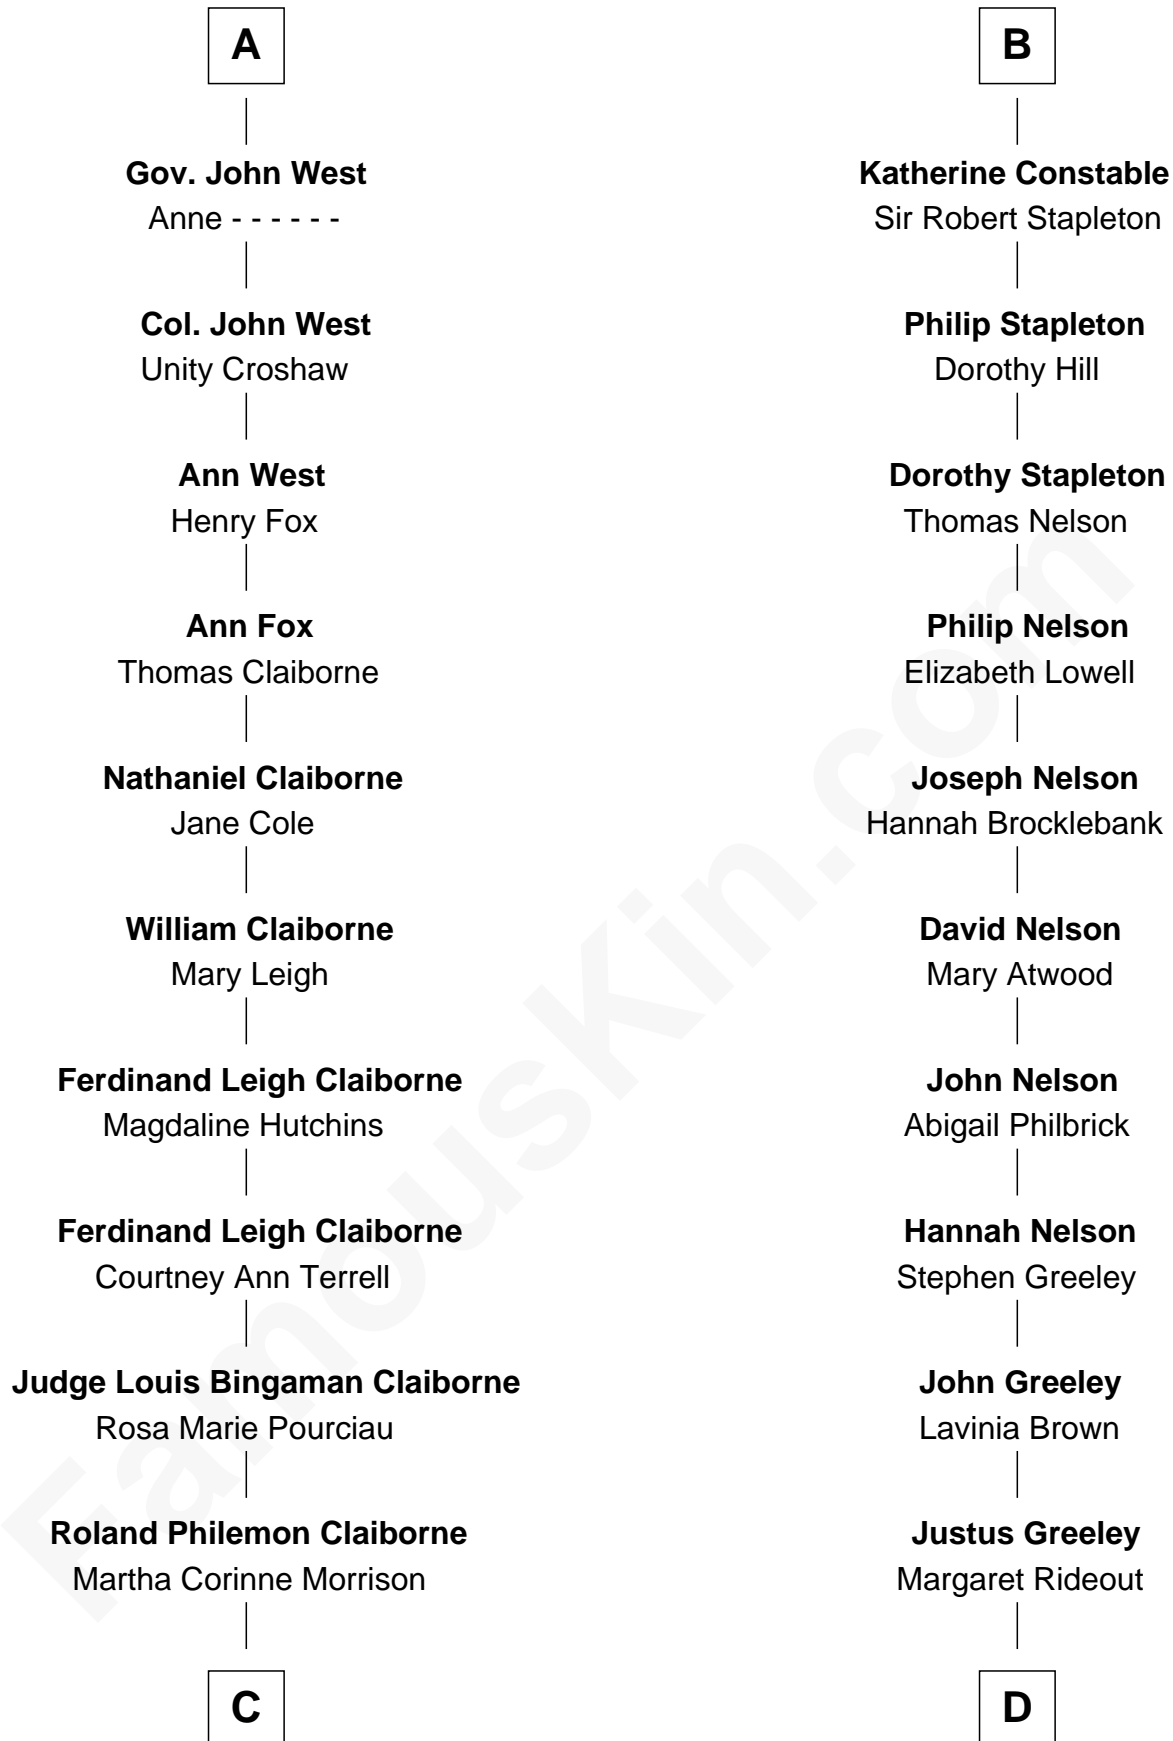 A
Gov. John West
Anne - - - - - -
Col. John West
Unity Croshaw
Ann West
Henry Fox
Ann Fox
Thomas Claiborne
Nathaniel Claiborne
Jane Cole
William Claiborne
Mary Leigh
Ferdinand Leigh Claiborne
Magdaline Hutchins
Ferdinand Leigh Claiborne
Courtney Ann Terrell
Judge Louis Bingaman Claiborne
Rosa Marie Pourciau
Roland Philemon Claiborne
Martha Corinne Morrison
C
B
Katherine Constable
Sir Robert Stapleton
Philip Stapleton
Dorothy Hill
Dorothy Stapleton
Thomas Nelson
Philip Nelson
Elizabeth Lowell
Joseph Nelson
Hannah Brocklebank
David Nelson
Mary Atwood
John Nelson
Abigail Philbrick
Hannah Nelson
Stephen Greeley
John Greeley
Lavinia Brown
Justus Greeley
Margaret Rideout
D
FamousKin.com